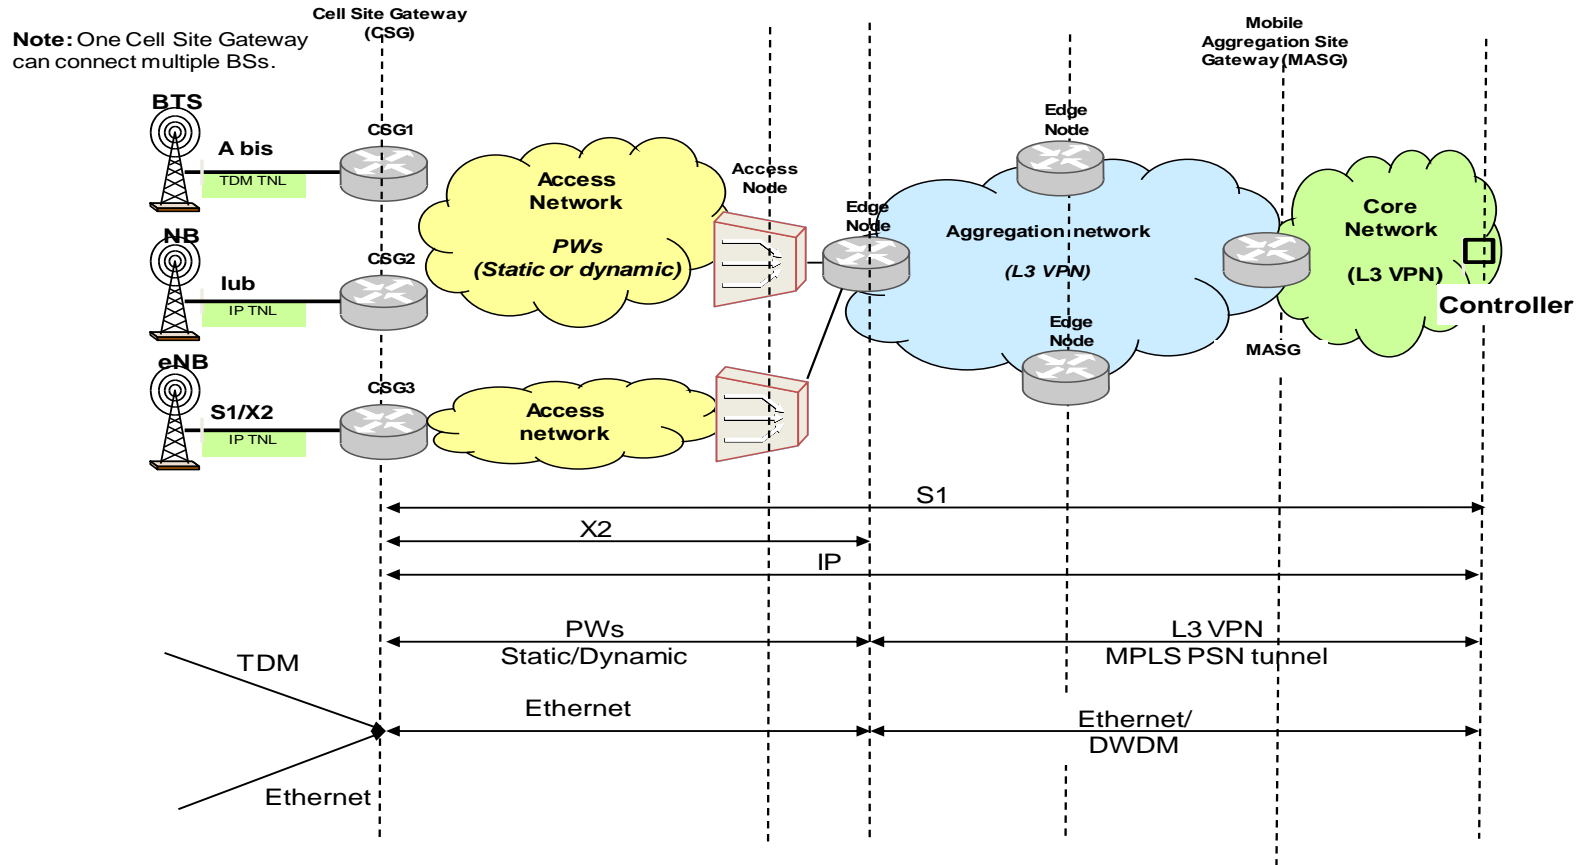 Cell Site Gateway
(CSG)
Note: One Cell Site Gateway
can connect multiple BSs.
Mobile
Aggregation Site
Gateway (MASG)
BTS
A bis
TDM TNL
CSG1
NB
Iub
IP TNL
CSG2
eNB
S1/X2
IP TNL
CSG3
Access
Network
PWs
(Static or dynamic)
Access
network
Access
Node
Edge
Node
Edge
Node
Aggregation network
(L3 VPN)
Edge
Node
MASG
Core
Network
(L3 VPN)
Controller
S1
X2
IP
PWs
Static/Dynamic
L3 VPN
MPLS PSN tunnel
TDM
Ethernet
Ethernet
Ethernet/
DWDM